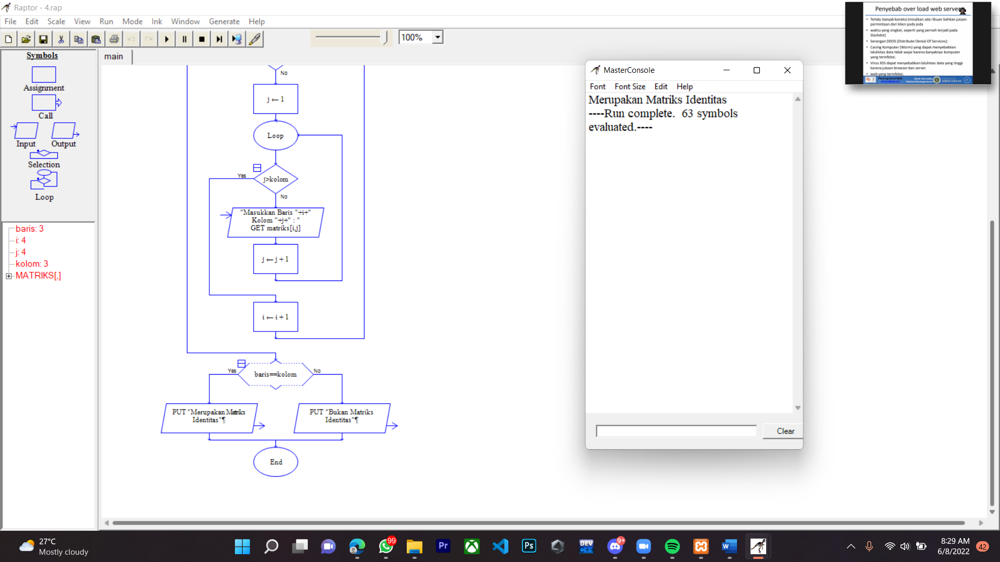 Raptor - 4.rap
File Edit Scale View Run Mode Ink Window Generate Help
100%
Symbols
Assignment
Call
Input Output
Selection
Loop
baris: 3
i: 4
j: 4
kolom: 3
MATRIKS[,]
main
No
j ← 1
Loop
Yes
j>kolom
No
"Masukkan Baris "+i+"
Kolom "+j+" : "
GET matriks[i,j]
j ← j + 1
i ← i + 1
Yes
baris==kolom
No
PUT "Merupakan Matriks
Identitas"¶
PUT "Bukan Matriks
Identitas"¶
End
MasterConsole
Font Font Size Edit Help
Merupakan Matriks Identitas
----Run complete.  63 symbols
evaluated.----
Clear
Penyebab over load web server
• Terlalu banyak koneksi (misalkan ada ribuan bahkan jutaan
permintaan dari klien pada jeda
• waktu yang singkat, seperti yang pernah terjadi pada
Slashdot)
• Serangan DDOS (Distribute Denial Of Services);
• Cacing Komputer (Worm) yang dapat menyebabkan
lalulintas data tidak wajar karena banyaknya komputer
yang terinfeksi;
• Virus XSS dapat menyebabkan lalulintas data yang tinggi
karena jutaan browser dan server
• web yang terinfeksi;
Pemrograman Web
27°C
Mostly cloudy
99
Pr
Ps
DEV
C++
9+
W
8:29 AM
6/8/2022
42